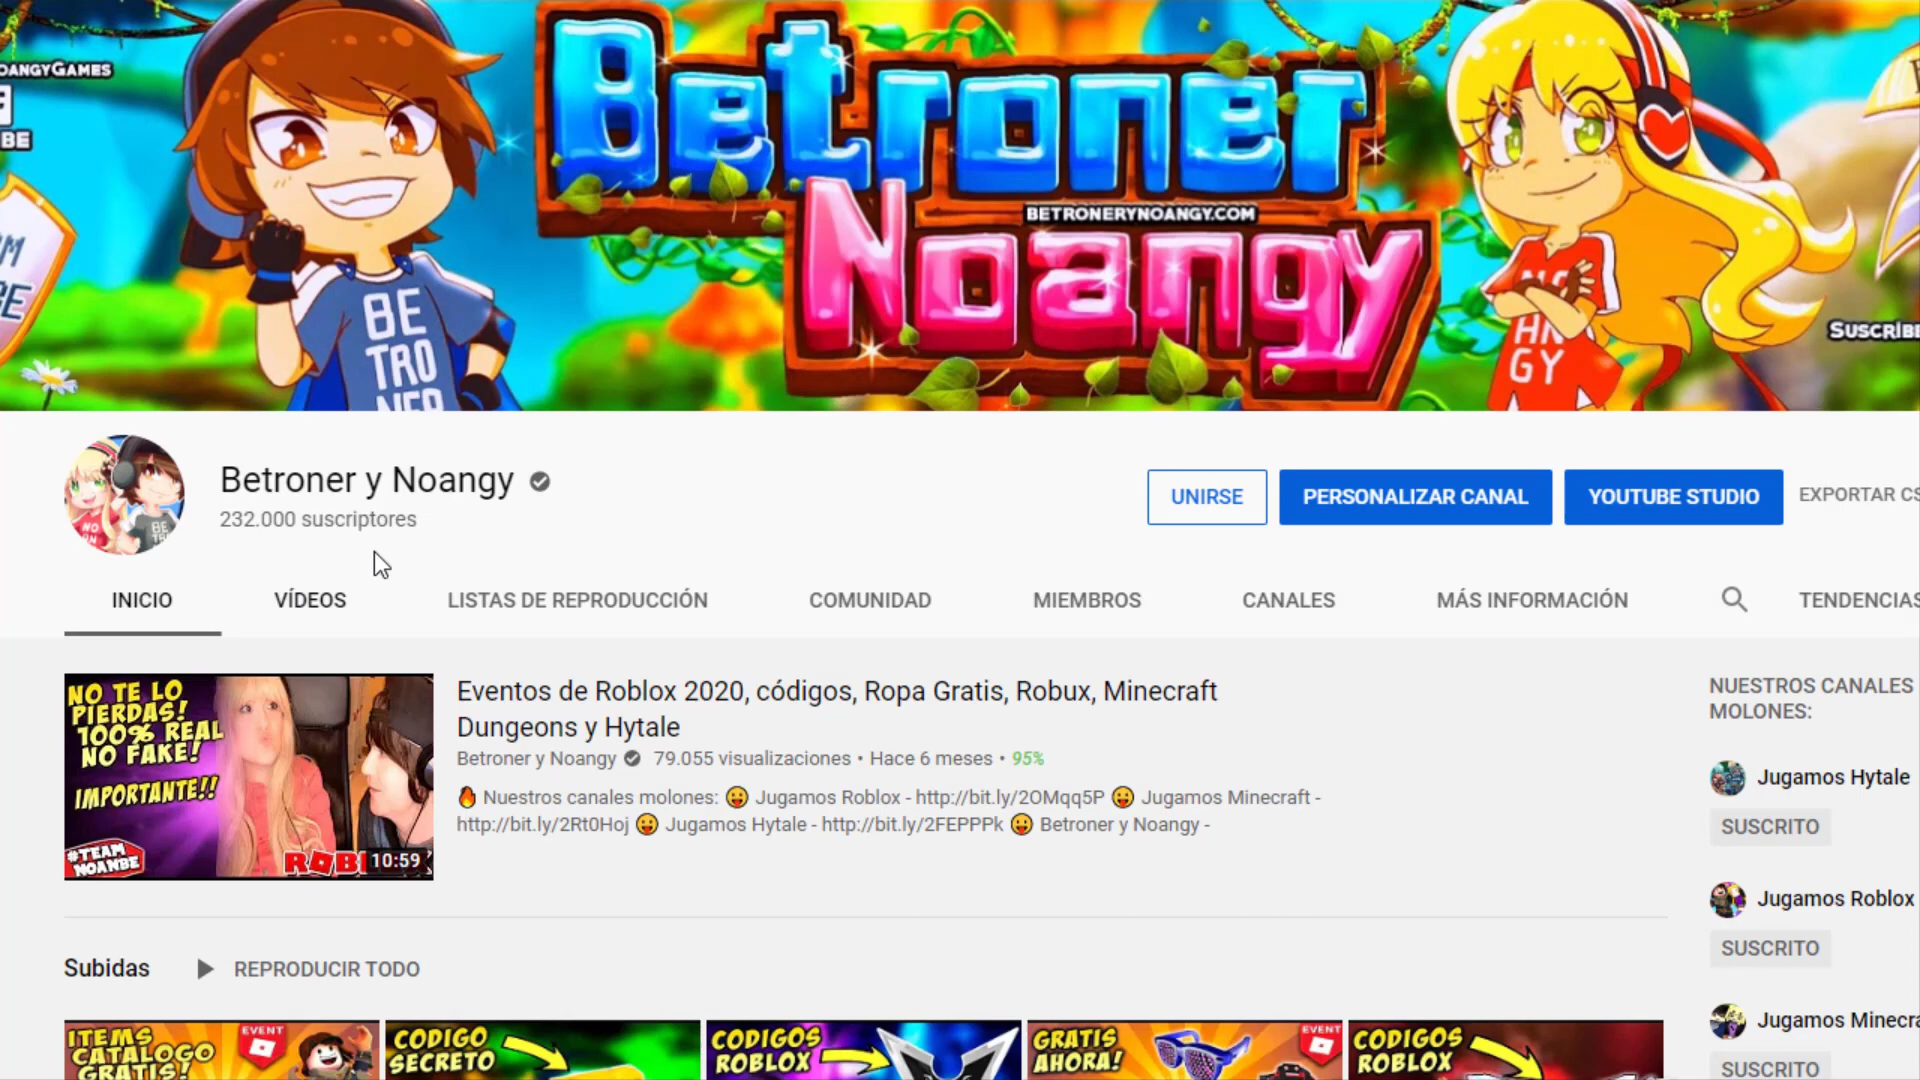 OANGYGAMES
BE
Betroner
BETRONERYNOANGY.COM
Noangy
BE
TRO
NER
HN
GY
SUSCRIBE
Betroner y Noangy
232.000 suscriptores
UNIRSE
PERSONALIZAR CANAL
YOUTUBE STUDIO
EXPORTAR CS
INICIO
VÍDEOS
LISTAS DE REPRODUCCIÓN
COMUNIDAD
MIEMBROS
CANALES
MÁS INFORMACIÓN
TENDENCIAS
NO TE LO
PIERDAS!
100% REAL
NO FAKE!
IMPORTANTE!!
#TEAM
NOANBE
10:59
Eventos de Roblox 2020, códigos, Ropa Gratis, Robux, Minecraft
Dungeons y Hytale
Betroner y Noangy 79.055 visualizaciones • Hace 6 meses • 95%
🔥 Nuestros canales molones: 😛 Jugamos Roblox - http://bit.ly/2OMqq5P 😛 Jugamos Minecraft -
http://bit.ly/2Rt0Hoj 😛 Jugamos Hytale - http://bit.ly/2FEPPPk 😛 Betroner y Noangy -
NUESTROS CANALES
MOLONES:
Jugamos Hytale
SUSCRITO
Jugamos Roblox
SUSCRITO
Jugamos Minecra
SUSCRITO
Subidas
REPRODUCIR TODO
ITEMS
CATALOGO
GRATIS!
EVENT
CODIGO
SECRETO
CODIGOS
ROBLOX
GRATIS
AHORA!
EVENT
CODIGOS
ROBLOX